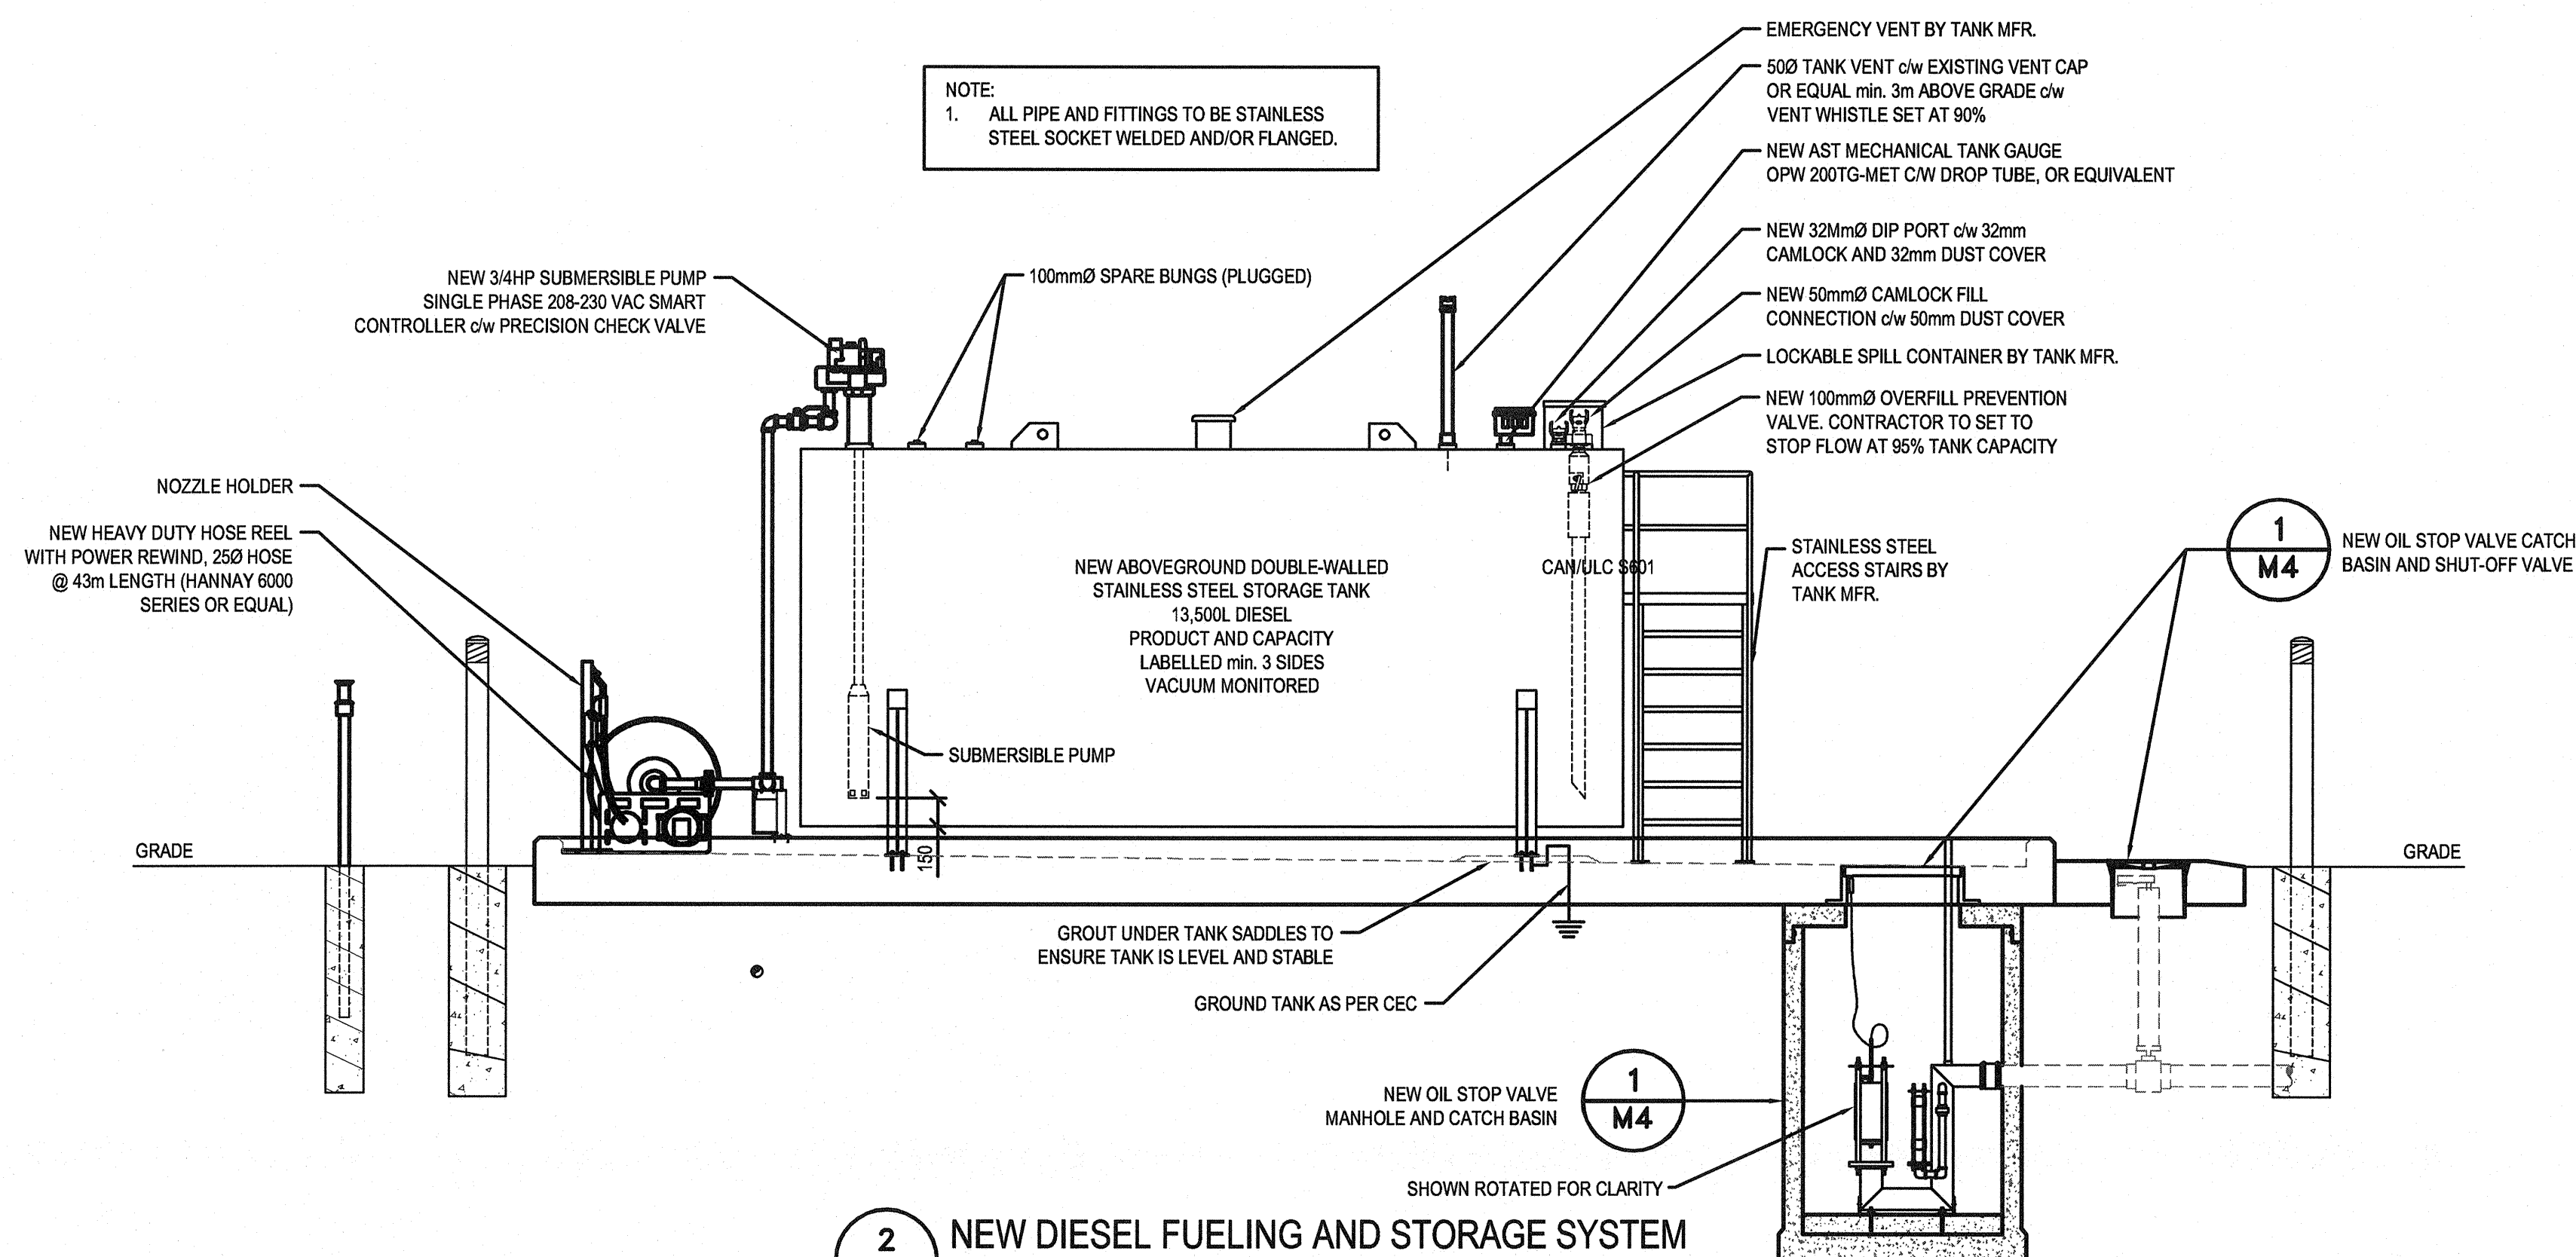 EMERGENCY VENT BY TANK MFR.
50Ø TANK VENT c/w EXISTING VENT CAP
OR EQUAL min. 3m ABOVE GRADE c/w
VENT WHISTLE SET AT 90%
NOTE:
1. ALL PIPE AND FITTINGS TO BE STAINLESS
STEEL SOCKET WELDED AND/OR FLANGED.
NEW AST MECHANICAL TANK GAUGE
OPW 200TG-MET C/W DROP TUBE, OR EQUIVALENT
NEW 32MmØ DIP PORT c/w 32mm
CAMLOCK AND 32mm DUST COVER
NEW 3/4HP SUBMERSIBLE PUMP
SINGLE PHASE 208-230 VAC SMART
CONTROLLER c/w PRECISION CHECK VALVE
100mmØ SPARE BUNGS (PLUGGED)
NEW 50mmØ CAMLOCK FILL
CONNECTION c/w 50mm DUST COVER
LOCKABLE SPILL CONTAINER BY TANK MFR.
NEW 100mmØ OVERFILL PREVENTION
VALVE. CONTRACTOR TO SET TO
STOP FLOW AT 95% TANK CAPACITY
NOZZLE HOLDER
NEW HEAVY DUTY HOSE REEL
WITH POWER REWIND, 25Ø HOSE
@ 43m LENGTH (HANNAY 6000
SERIES OR EQUAL)
NEW ABOVEGROUND DOUBLE-WALLED
STAINLESS STEEL STORAGE TANK
13,500L DIESEL
PRODUCT AND CAPACITY
LABELLED min. 3 SIDES
VACUUM MONITORED
CAN/ULC S601
STAINLESS STEEL
ACCESS STAIRS BY
TANK MFR.
1
M4
NEW OIL STOP VALVE CATCH
BASIN AND SHUT-OFF VALVE
SUBMERSIBLE PUMP
GRADE
150
GRADE
GROUT UNDER TANK SADDLES TO
ENSURE TANK IS LEVEL AND STABLE
GROUND TANK AS PER CEC
NEW OIL STOP VALVE
MANHOLE AND CATCH BASIN
1
M4
SHOWN ROTATED FOR CLARITY
2
NEW DIESEL FUELING AND STORAGE SYSTEM